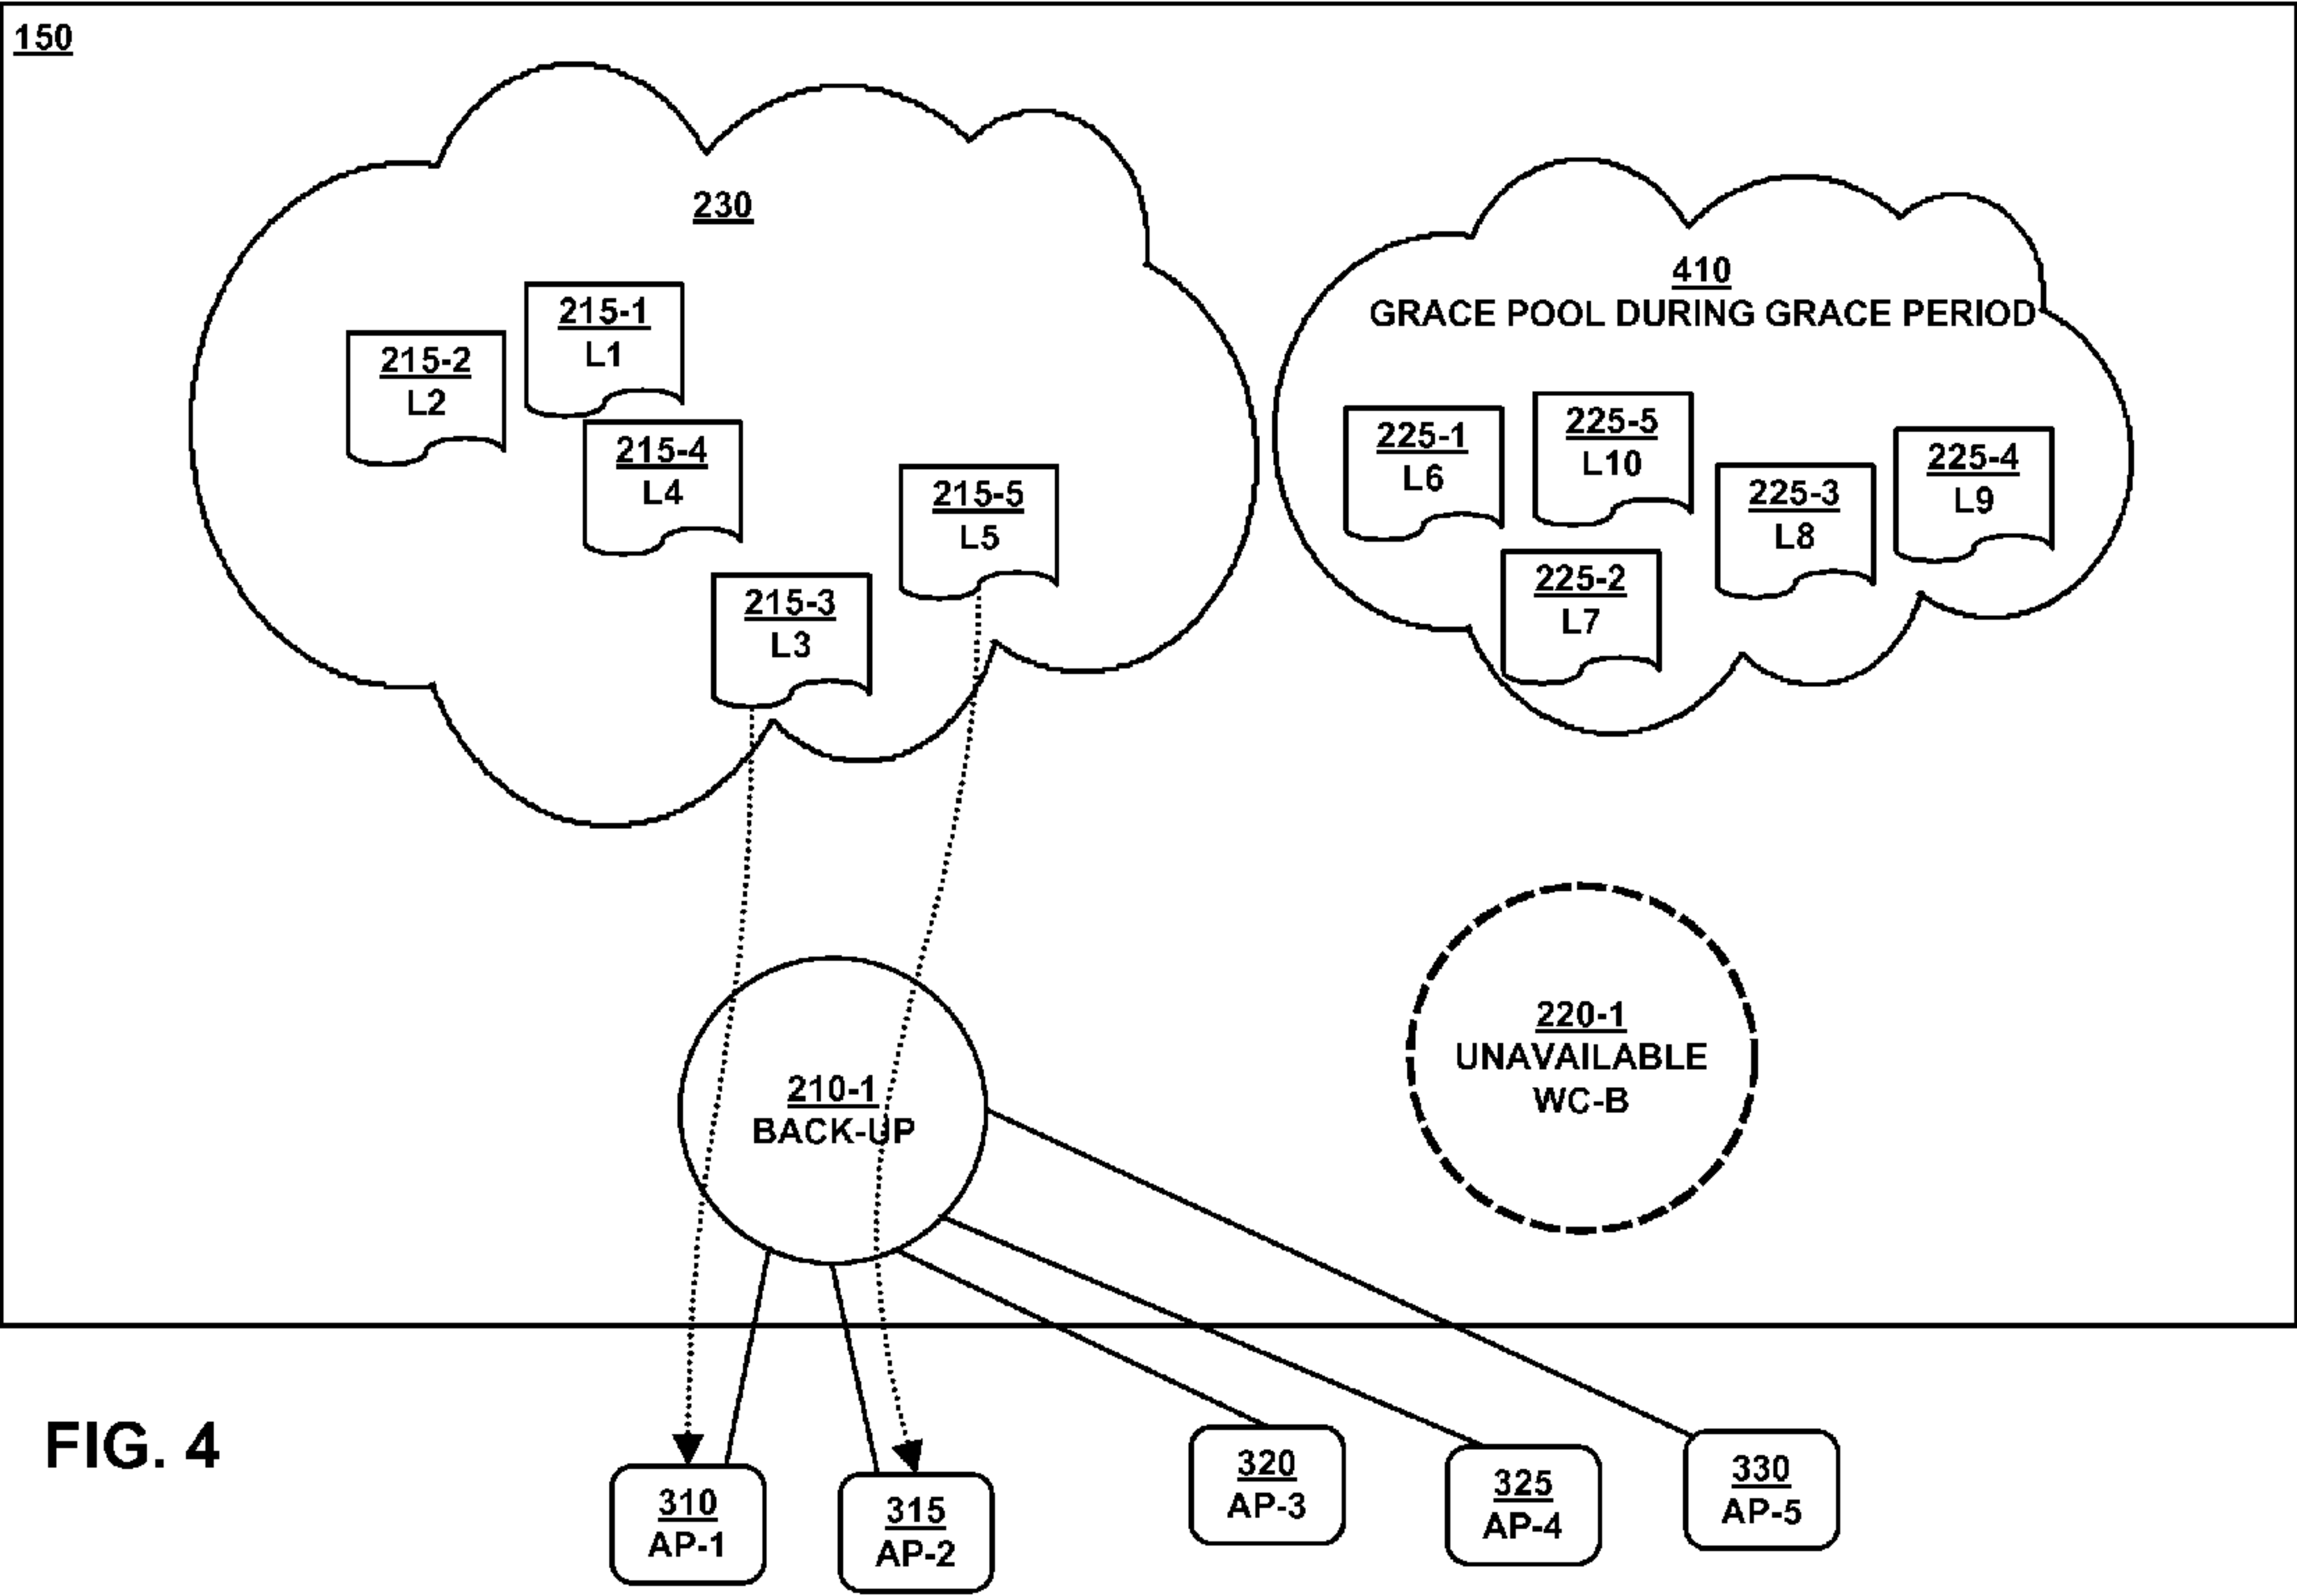 150
230
215-1
L1
215-2
L2
215-4
L4
215-5
L5
215-3
L3
410
GRACE POOL DURING GRACE PERIOD
225-1
L6
225-5
L10
225-3
L8
225-4
L9
225-2
L7
210-1
BACK-UP
220-1
UNAVAILABLE
WC-B
FIG. 4
310
AP-1
315
AP-2
320
AP-3
325
AP-4
330
AP-5